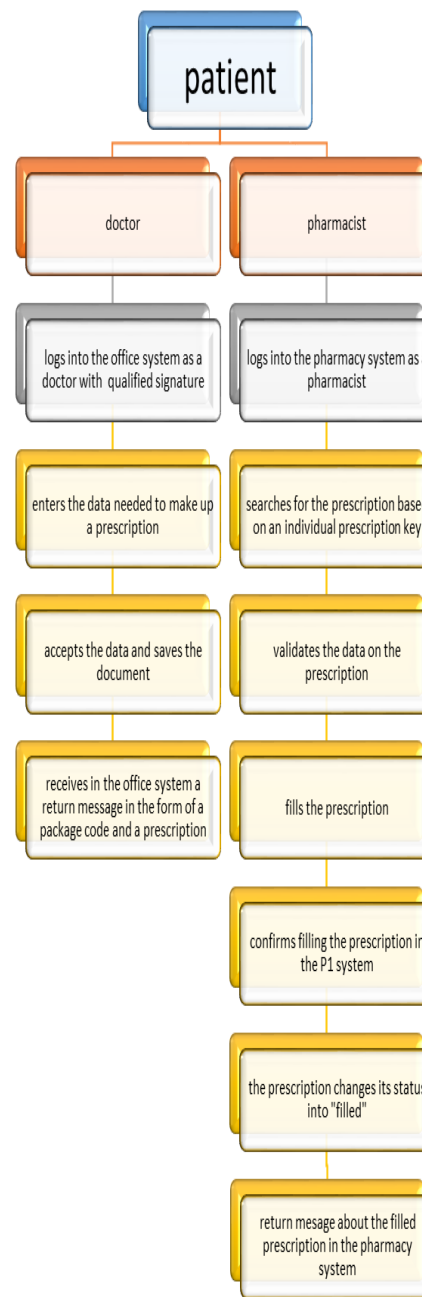 patient
doctor
logs into the office system as a
doctor with qualified signature
enters the data needed to make up
a prescription
accepts the data and saves the
document
receives in the office system a
return message in the form of a
package code and a prescription
pharmacist
logs into the pharmacy system as
pharmacist
searches for the prescription base
on an individual prescription key
validates the data on the
prescription
fills the prescription
confirms filling the prescription in
the P1 system
the prescription changes its status
into "filled"
return mesage about the filled
prescription in the pharmacy
system